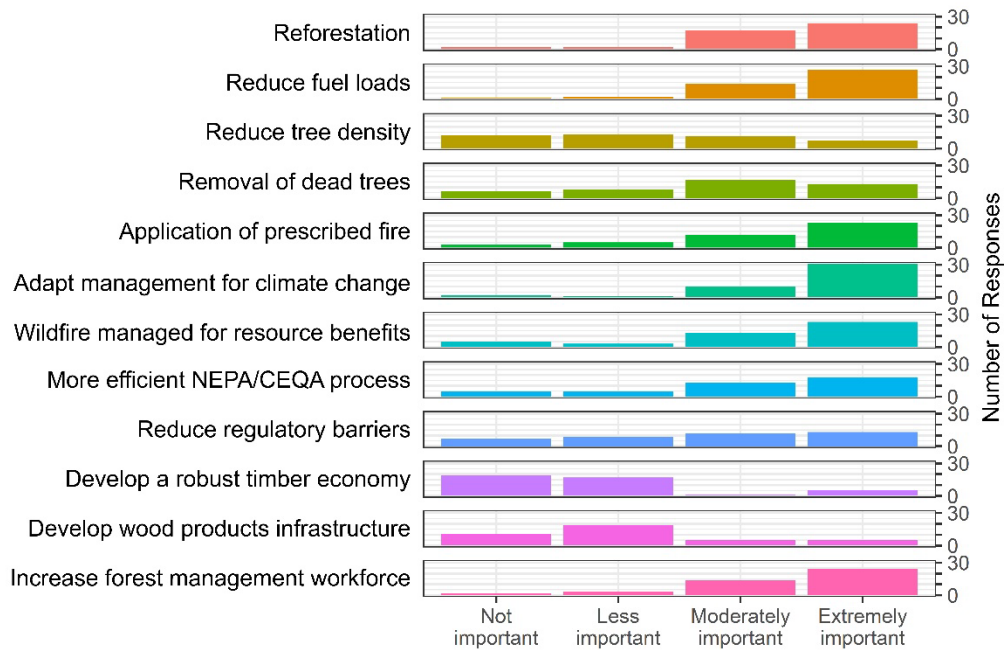 Reforestation
30
0
Reduce fuel loads
30
0
Reduce tree density
30
0
Removal of dead trees
30
0
Application of prescribed fire
30
0
Adapt management for climate change
30
0
Wildfire managed for resource benefits
30
0
More efficient NEPA/CEQA process
30
0
Reduce regulatory barriers
30
0
Develop a robust timber economy
30
0
Develop wood products infrastructure
30
0
Increase forest management workforce
30
0
Number of Responses
Not
important
Less
important
Moderately
important
Extremely
important